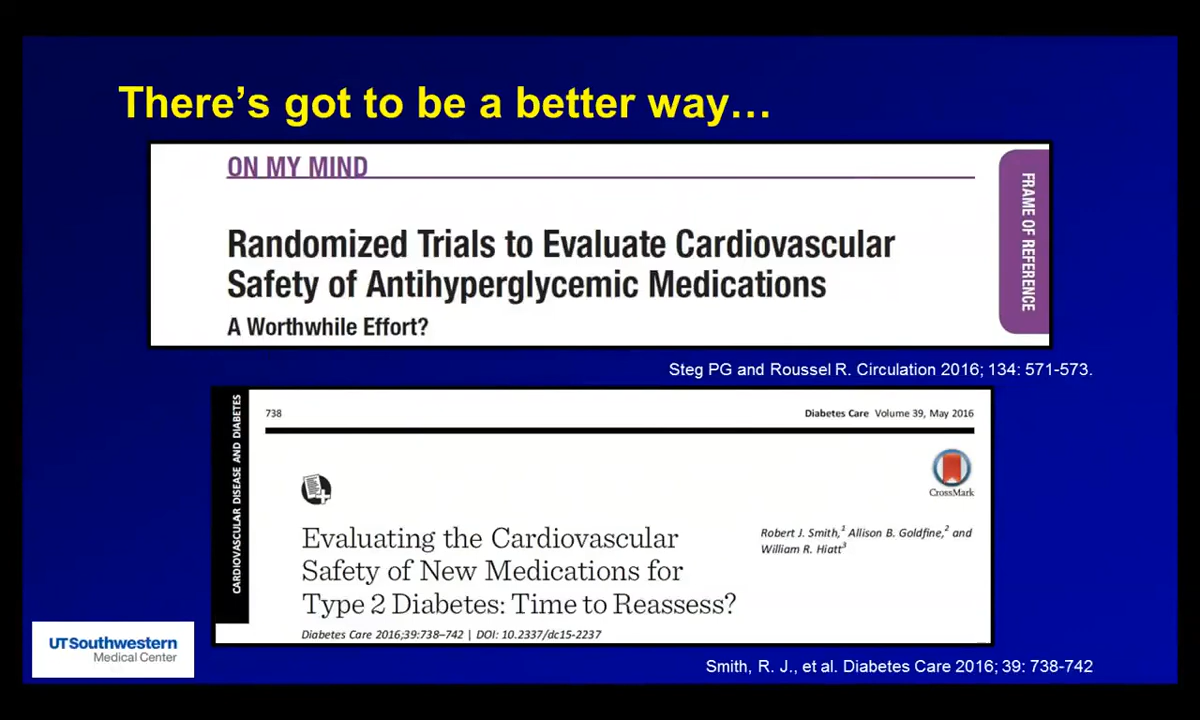 There's got to be a better way...
ON MY MIND
FRAME OF REFERENCE
Randomized Trials to Evaluate Cardiovascular
Safety of Antihyperglycemic Medications
A Worthwhile Effort?
Steg PG and Roussel R. Circulation 2016; 134: 571-573.
CARDIOVASCULAR DISEASE AND DIABETES
738
Diabetes Care Volume 39, May 2016
CrossMark
Evaluating the Cardiovascular
Safety of New Medications for
Type 2 Diabetes: Time to Reassess?
Robert J. Smith,1 Allison B. Goldfine,2 and
William R. Hiatt3
Diabetes Care 2016;39:738–742 | DOI: 10.2337/dc15-2237
UTSouthwestern
Medical Center
Smith, R. J., et al. Diabetes Care 2016; 39: 738-742